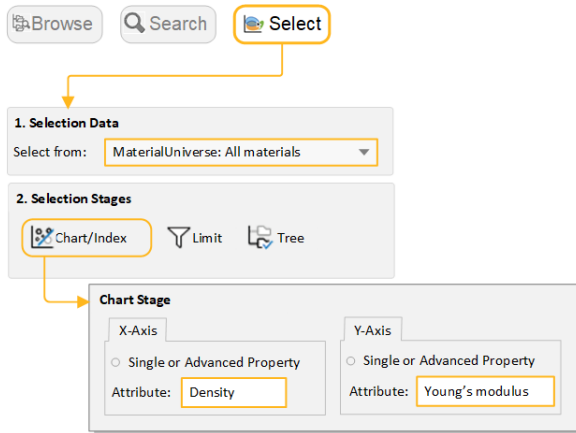 Browse Search Select
1. Selection Data
Select from: MaterialUniverse: All materials
2. Selection Stages
Chart/Index Limit Tree
Chart Stage
X-Axis Y-Axis
Single or Advanced Property Single or Advanced Property
Attribute: Density Attribute: Young's modulus